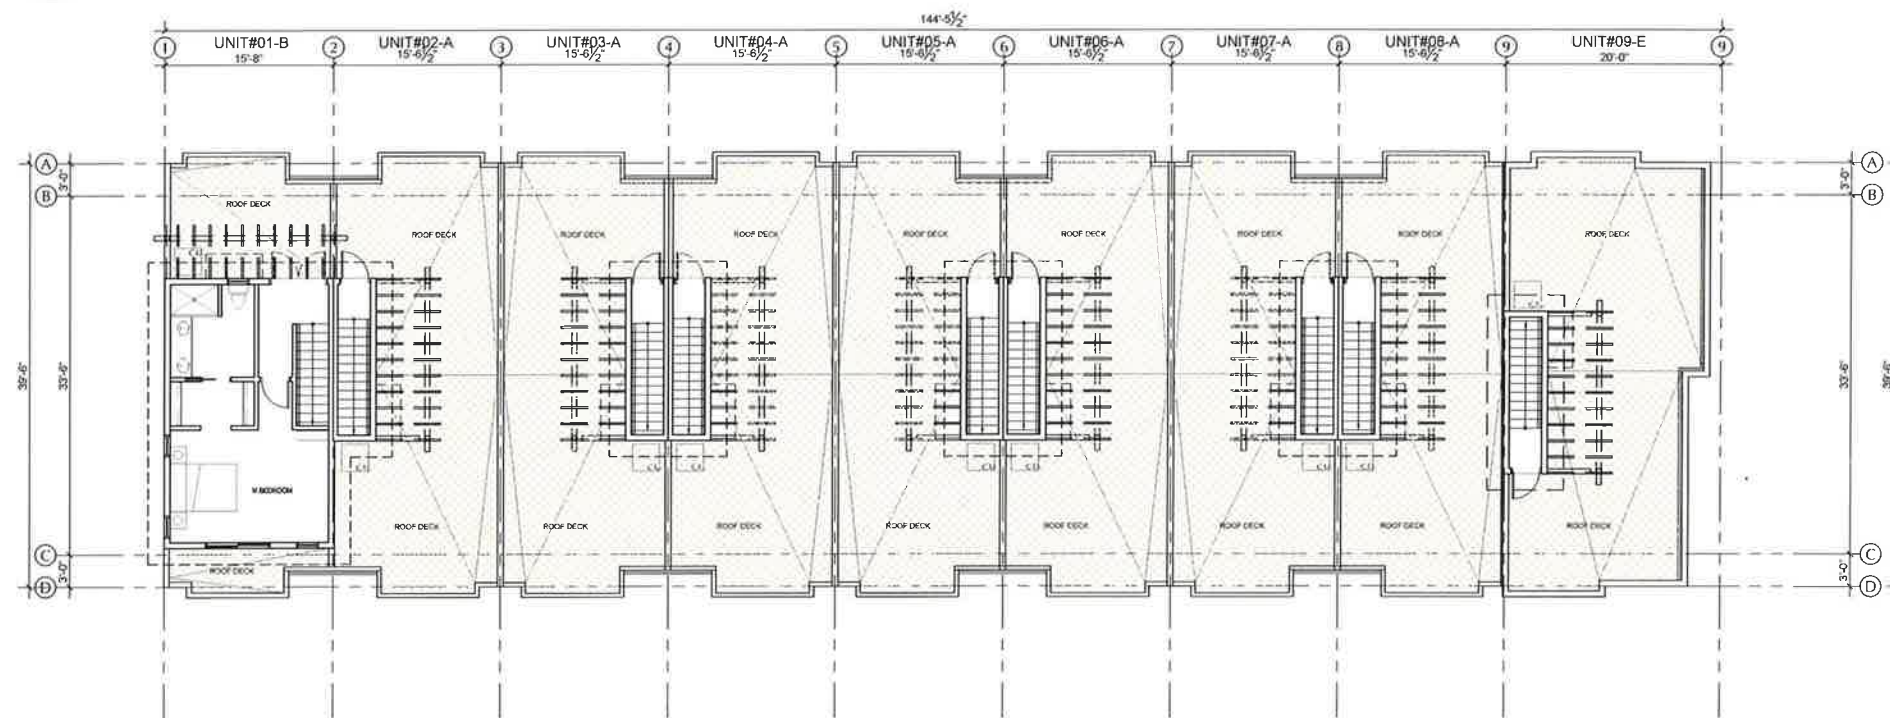 144'-5½"
① UNIT#01-B ② UNIT#02-A ③ UNIT#03-A ④ UNIT#04-A ⑤ UNIT#05-A ⑥ UNIT#06-A ⑦ UNIT#07-A ⑧ UNIT#08-A ⑨ UNIT#09-E ⑨
15'-8" 15'-6½" 15'-6½" 15'-6½" 15'-6½" 15'-6½" 15'-6½" 15'-6½" 20'-0"
A A
3'-0" 3'-0"
B B
ROOF DECK
ROOF DECK ROOF DECK ROOF DECK ROOF DECK ROOF DECK ROOF DECK ROOF DECK ROOF DECK
39'-6" 33'-6" 33'-6" 39'-6"
M.BEDROOM
ROOF DECK ROOF DECK ROOF DECK ROOF DECK ROOF DECK ROOF DECK ROOF DECK ROOF DECK
C C
ROOF DECK
3'-0" 3'-0"
D D